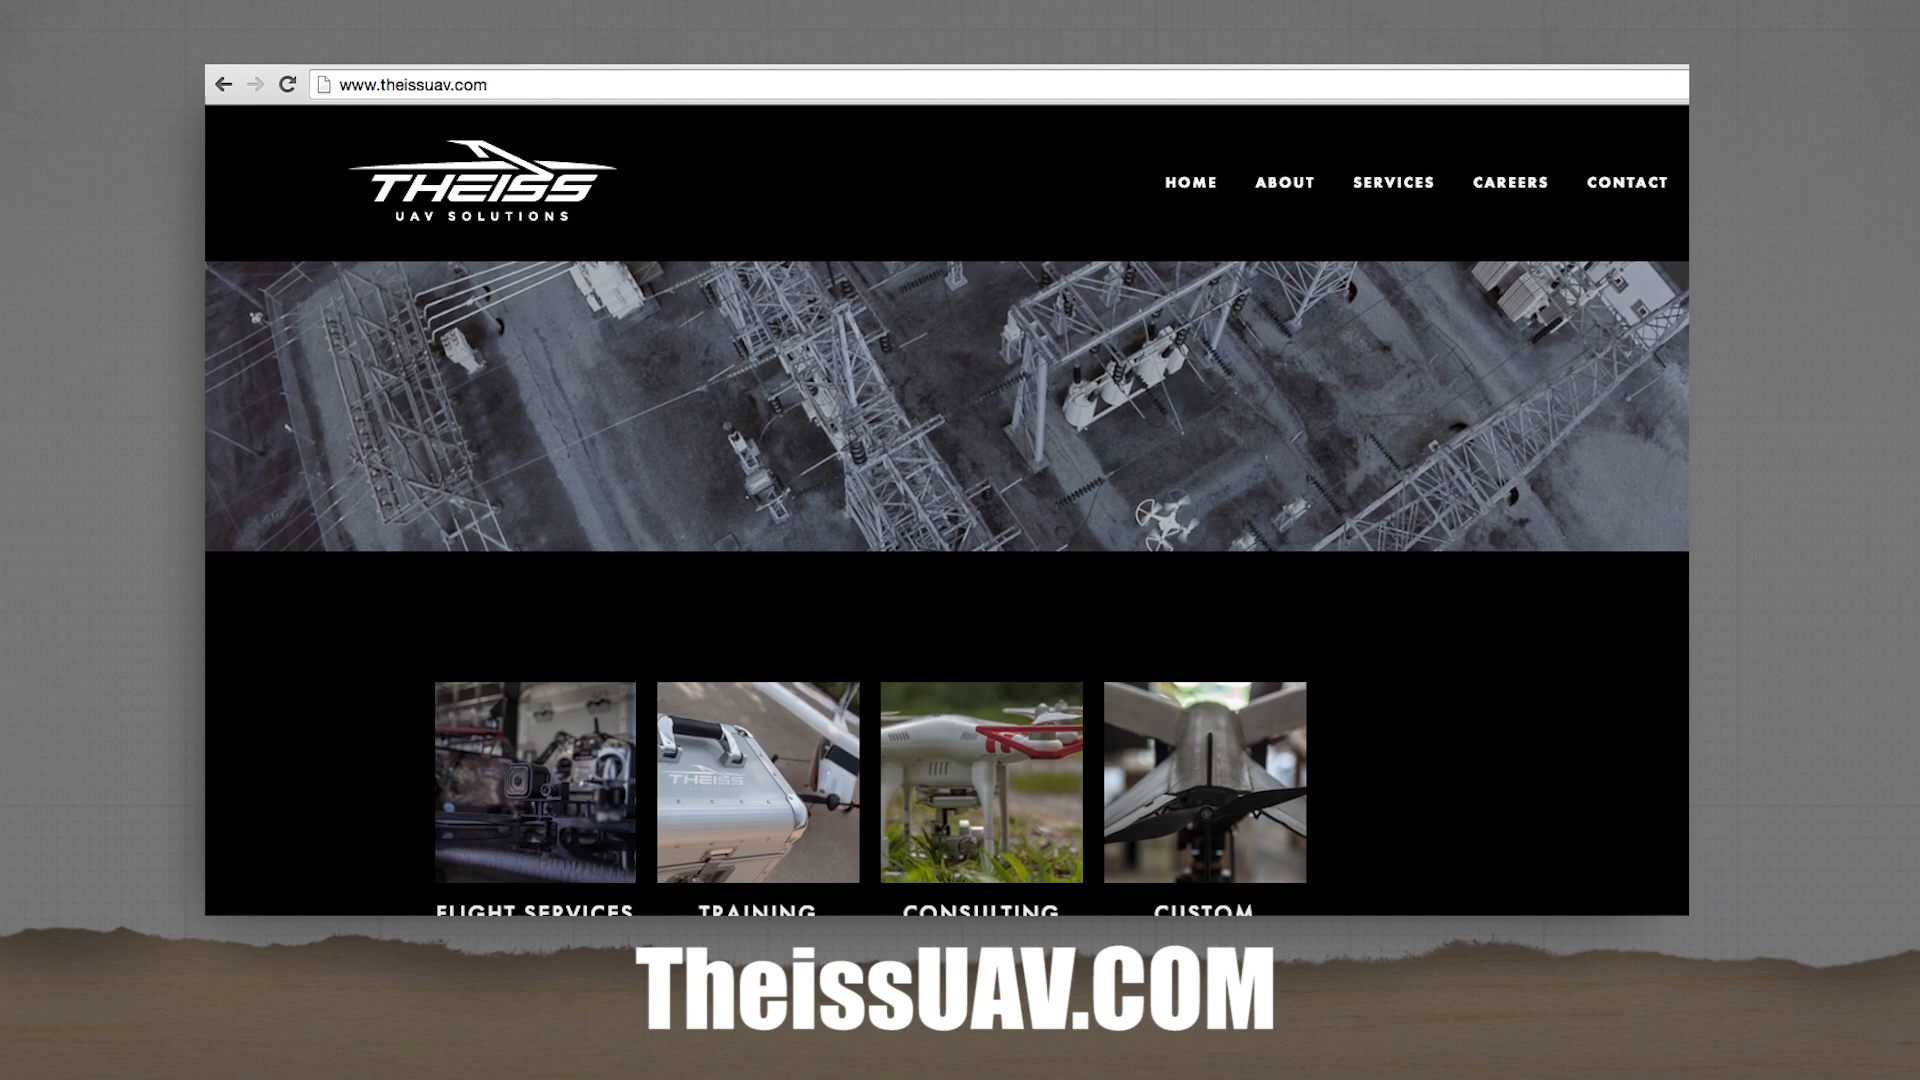 www.theissuav.com
THEISS
UAV SOLUTIONS
HOME ABOUT SERVICES CAREERS CONTACT
THEISS
FLIGHT SERVICES TRAINING CONSULTING CUSTOM
TheissUAV.COM